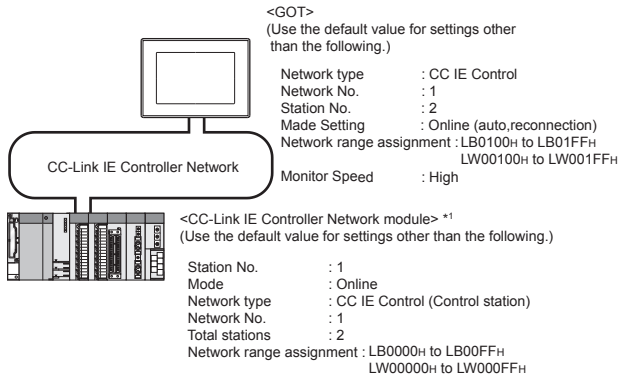 <GOT>
(Use the default value for settings other
than the following.)
Network type : CC IE Control
Network No. : 1
Station No. : 2
Made Setting : Online (auto,reconnection)
Network range assignment : LB0100H to LB01FFH
LW00100H to LW001FFH
Monitor Speed : High
CC-Link IE Controller Network
<CC-Link IE Controller Network module> *1
(Use the default value for settings other than the following.)
Station No. : 1
Mode : Online
Network type : CC IE Control (Control station)
Network No. : 1
Total stations : 2
Network range assignment : LB0000H to LB00FFH
LW00000H to LW000FFH